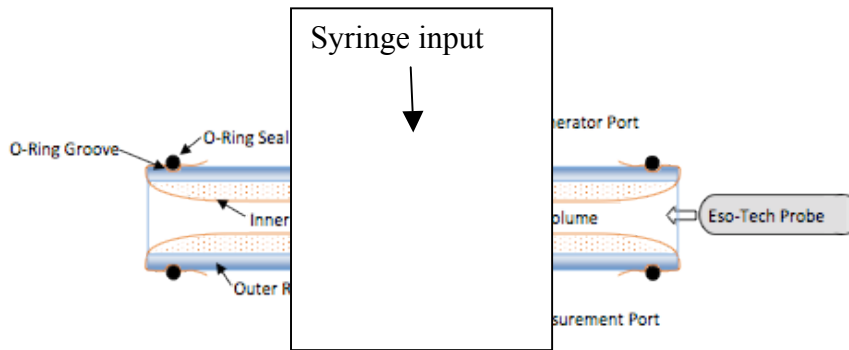 Syringe input
nerator Port
O-Ring Seal
O-Ring Groove
Inner
olume
Eso-Tech Probe
Outer R
surement Port